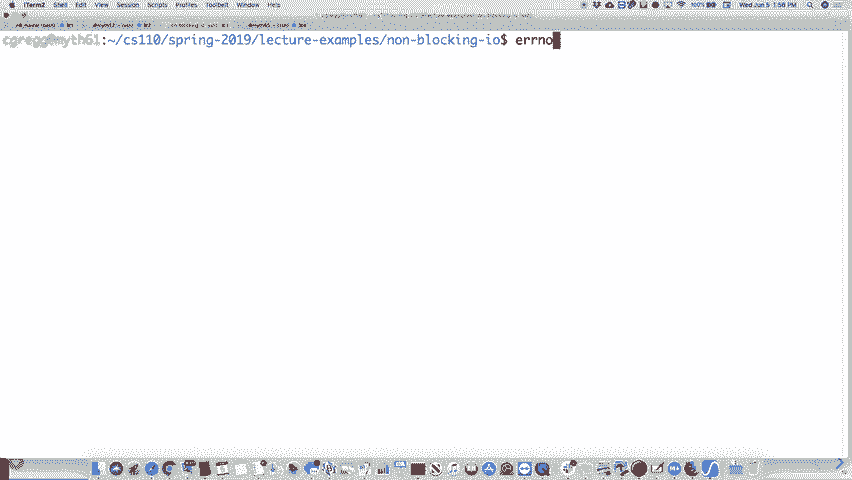 iTerm2 Shell Edit View Session Scripts Profiles Toolbelt Window Help 100% Wed Jun 5 1:58 PM
cgregg@myth61:~/cs110/spring-2019/lecture-examples/non-blocking-io$ errno